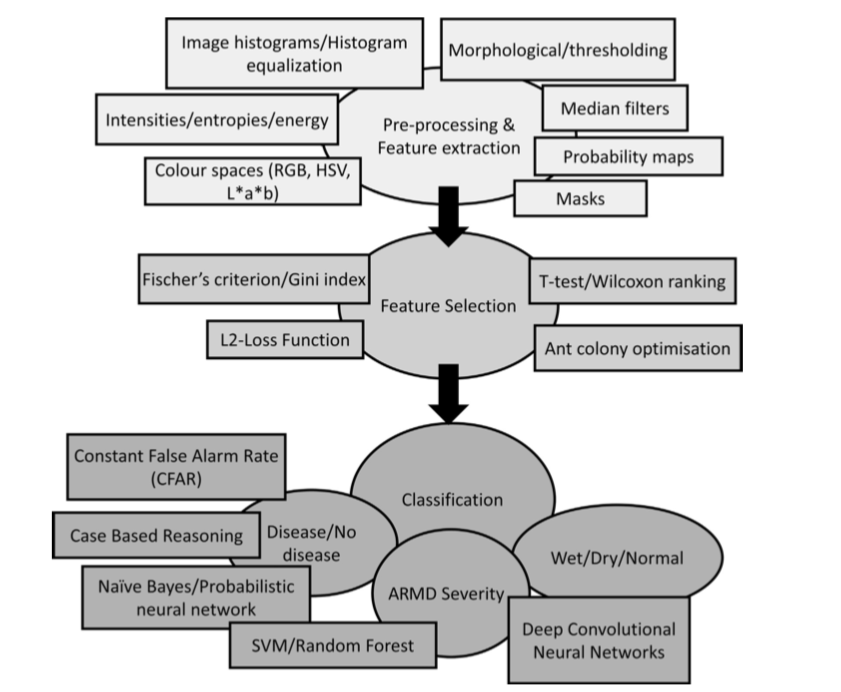 Image histograms/Histogram
equalization
Morphological/thresholding
Intensities/entropies/energy
Pre-processing &
Feature extraction
Median filters
Probability maps
Colour spaces (RGB, HSV,
L*a*b)
Masks
Fischer's criterion/Gini index
T-test/Wilcoxon ranking
Feature Selection
L2-Loss Function
Ant colony optimisation
Constant False Alarm Rate
(CFAR)
Classification
Case Based Reasoning
Disease/No
disease
Wet/Dry/Normal
Naïve Bayes/Probabilistic
neural network
ARMD Severity
SVM/Random Forest
Deep Convolutional
Neural Networks